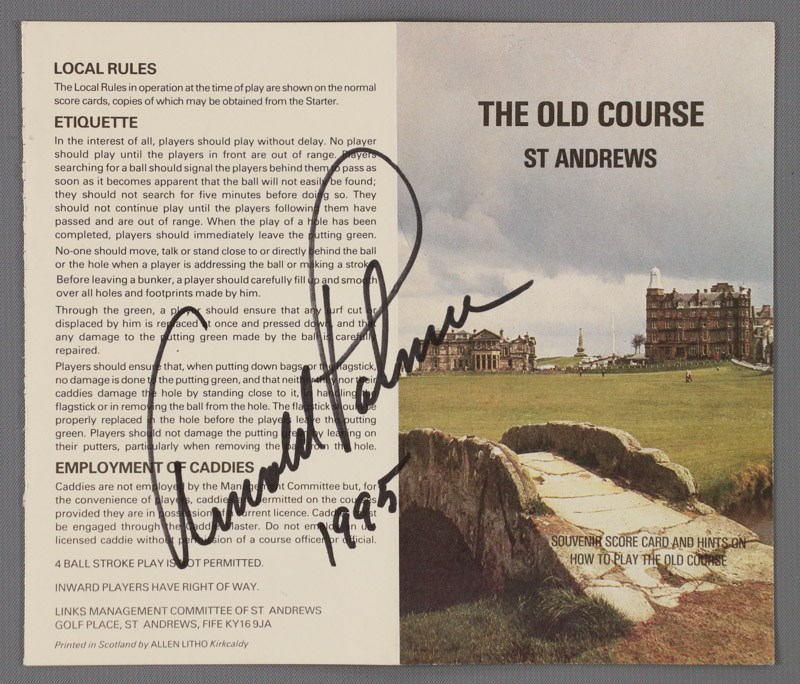 LOCAL RULES
The Local Rules in operation at the time of play are shown on the normal
score cards, copies of which may be obtained from the Starter.
ETIQUETTE
In the interest of all, players should play without delay. No player
should play until the players in front are out of range. Players
searching for a ball should signal the players behind them to pass as
soon as it becomes apparent that the ball will not easily be found;
they should not search for five minutes before doing so. They
should not continue play until the players following them have
passed and are out of range. When the play of a hole has been
completed, players should immediately leave the putting green.
No-one should move, talk or stand close to or directly behind the ball
or the hole when a player is addressing the ball or making a stroke.
Before leaving a bunker, a player should carefully fill up and smooth
over all holes and footprints made by him.
Through the green, a player should ensure that any turf cut or
displaced by him is replaced at once and pressed down, and that
any damage to the putting green made by the ball is carefully
repaired.
Players should ensure that, when putting down bags or the flagstick,
no damage is done to the putting green, and that neither they nor their
caddies damage the hole by standing close to it, in handling the
flagstick or in removing the ball from the hole. The flagstick should be
properly replaced in the hole before the players leave the putting
green. Players should not damage the putting green by leaning on
their putters, particularly when removing the ball from the hole.
EMPLOYMENT OF CADDIES
Caddies are not employed by the Management Committee but, for
the convenience of players, caddies are permitted on the courses
provided they are in possession of a current licence. Caddies must
be engaged through the Caddie Master. Do not employ an un-
licensed caddie without permission of a course officer or official.
4 BALL STROKE PLAY IS NOT PERMITTED.
INWARD PLAYERS HAVE RIGHT OF WAY.
LINKS MANAGEMENT COMMITTEE OF ST ANDREWS
GOLF PLACE, ST ANDREWS, FIFE KY16 9JA
Printed in Scotland by ALLEN LITHO Kirkcaldy
Arnold Palmer
1995
THE OLD COURSE
ST ANDREWS
SOUVENIR SCORE CARD AND HINTS ON
HOW TO PLAY THE OLD COURSE